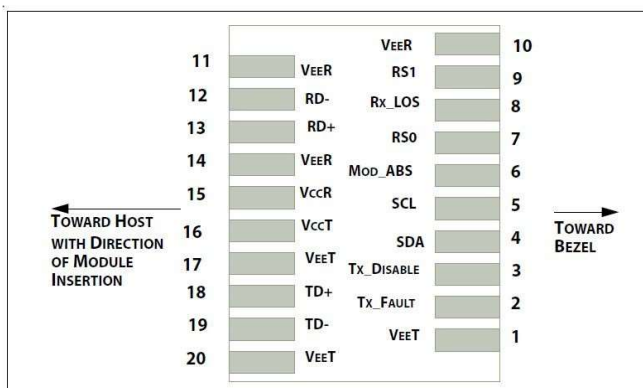 VEER 10
11 VEER RS1 9
12 RD- RX_LOS 8
13 RD+ RS0 7
14 VEER MOD_ABS 6
15 VCCR SCL 5
16 VCCT SDA 4
17 VEET TX_DISABLE 3
18 TD+ TX_FAULT 2
19 TD- VEET 1
20 VEET
TOWARD HOST
WITH DIRECTION
OF MODULE
INSERTION
TOWARD
BEZEL